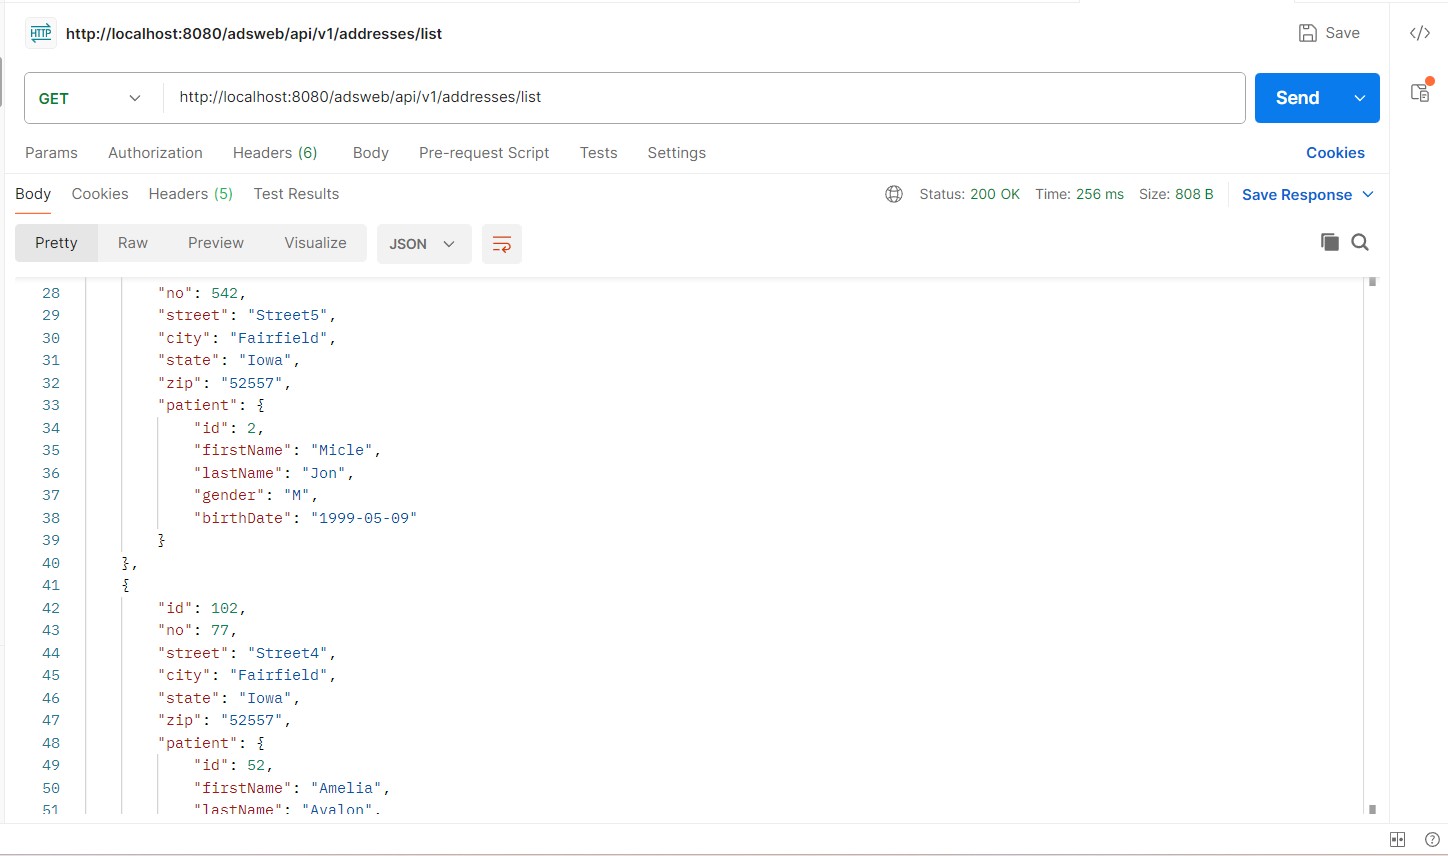 HTTP http://localhost:8080/adsweb/api/v1/addresses/list Save </>
GET http://localhost:8080/adsweb/api/v1/addresses/list Send
Params Authorization Headers (6) Body Pre-request Script Tests Settings Cookies
Body Cookies Headers (5) Test Results Status: 200 OK Time: 256 ms Size: 808 B Save Response
Pretty Raw Preview Visualize JSON
28 "no": 542,
29 "street": "Street5",
30 "city": "Fairfield",
31 "state": "Iowa",
32 "zip": "52557",
33 "patient": {
34 "id": 2,
35 "firstName": "Micle",
36 "lastName": "Jon",
37 "gender": "M",
38 "birthDate": "1999-05-09"
39 }
40 },
41 {
42 "id": 102,
43 "no": 77,
44 "street": "Street4",
45 "city": "Fairfield",
46 "state": "Iowa",
47 "zip": "52557",
48 "patient": {
49 "id": 52,
50 "firstName": "Amelia",
51 "lastName": "Avalon",